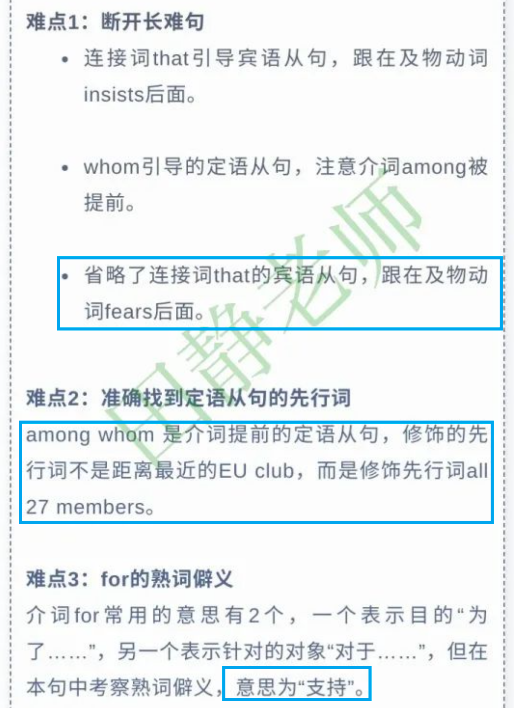 难点1：断开长难句
• 连接词that引导宾语从句，跟在及物动词
insists后面。
• whom引导的定语从句，注意介词among被
提前。
• 省略了连接词that的宾语从句，跟在及物动
词fears后面。
难点2：准确找到定语从句的先行词
among whom 是介词提前的定语从句，修饰的先
行词不是距离最近的EU club，而是修饰先行词all
27 members。
难点3：for的熟词僻义
介词for常用的意思有2个，一个表示目的“为
了……”，另一个表示针对的对象“对于……”，但在
本句中考察熟词僻义，意思为“支持”。
田静老师